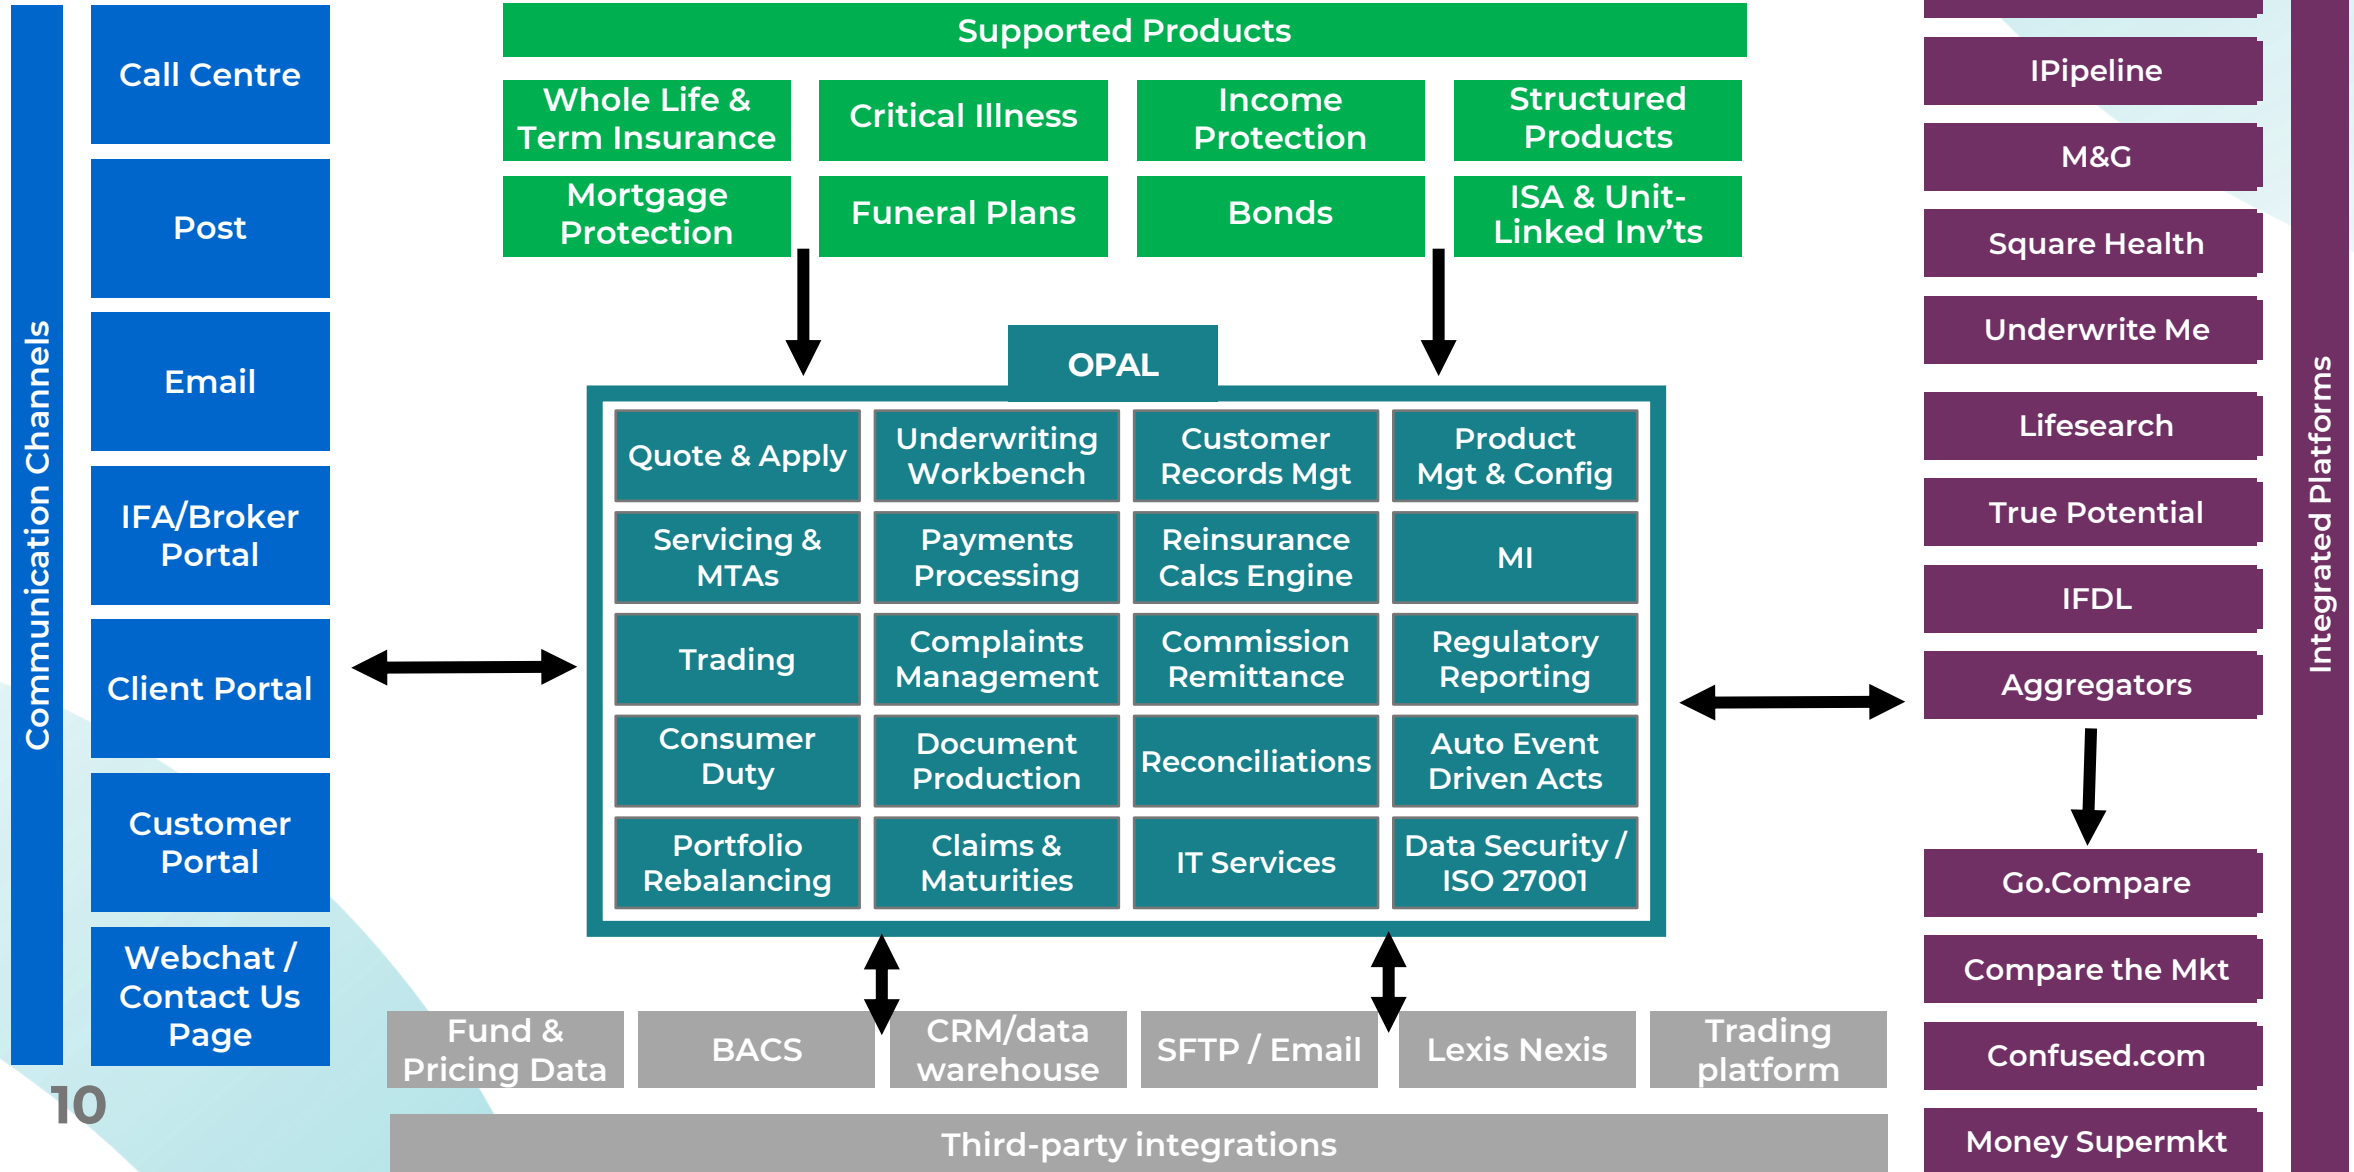 Communication Channels
Call Centre
Post
Email
IFA/Broker
Portal
Client Portal
Customer
Portal
Webchat /
Contact Us
Page
10
Supported Products
Whole Life &
Term Insurance
Critical Illness
Income
Protection
Structured
Products
Mortgage
Protection
Funeral Plans
Bonds
ISA & Unit-
Linked Inv'ts
OPAL
Quote & Apply
Underwriting
Workbench
Customer
Records Mgt
Product
Mgt & Config
Servicing &
MTAs
Payments
Processing
Reinsurance
Calcs Engine
MI
Trading
Complaints
Management
Commission
Remittance
Regulatory
Reporting
Consumer
Duty
Document
Production
Reconciliations
Auto Event
Driven Acts
Portfolio
Rebalancing
Claims &
Maturities
IT Services
Data Security /
ISO 27001
Fund &
Pricing Data
BACS
CRM/data
warehouse
SFTP / Email
Lexis Nexis
Trading
platform
Third-party integrations
IPipeline
M&G
Square Health
Underwrite Me
Lifesearch
True Potential
IFDL
Aggregators
Go.Compare
Compare the Mkt
Confused.com
Money Supermkt
Integrated Platforms